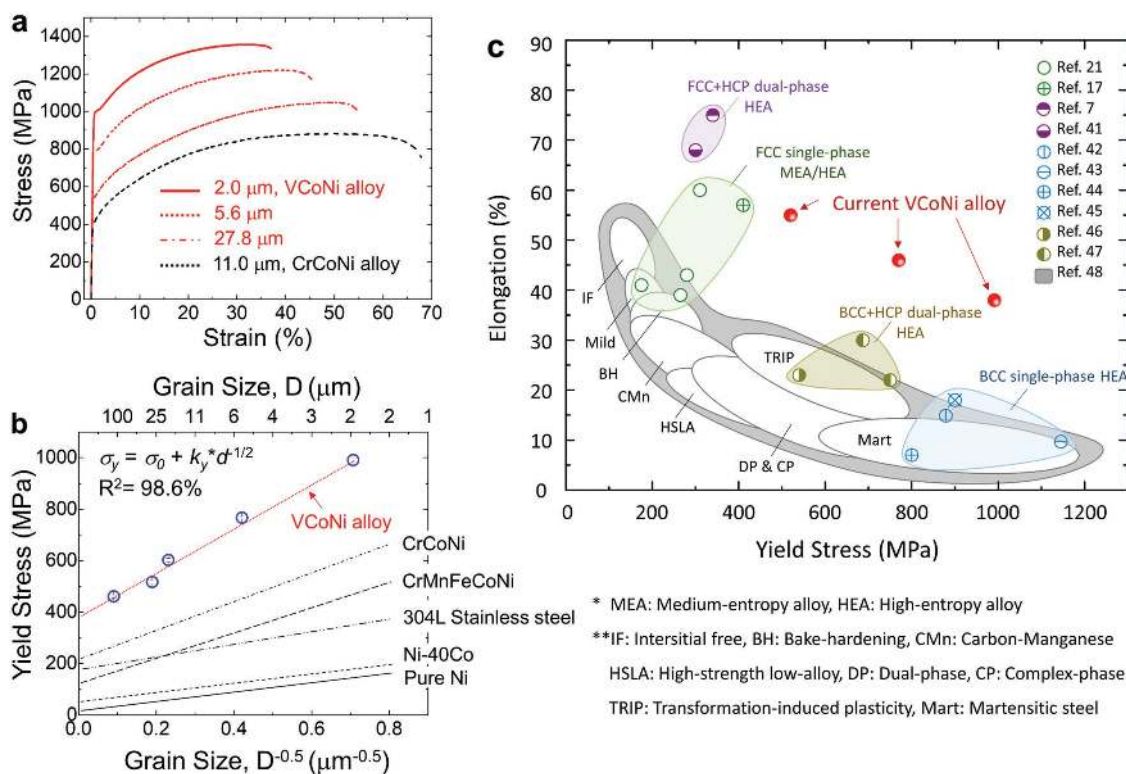 a
Stress (MPa)
1400
1200
1000
800
600
400
200
0
2.0 μm, VCoNi alloy
5.6 μm
27.8 μm
11.0 μm, CrCoNi alloy
0 10 20 30 40 50 60 70 80
Strain (%)
b
Grain Size, D (μm)
100 25 11 6 4 3 2 2 1
Yield Stress (MPa)
1000
800
600
400
200
0
σy = σ0 + ky*d-1/2
R2= 98.6%
VCoNi alloy
CrCoNi
CrMnFeCoNi
304L Stainless steel
Ni-40Co
Pure Ni
0.0 0.2 0.4 0.6 0.8
Grain Size, D-0.5 (μm-0.5)
c
Elongation (%)
90
80
70
60
50
40
30
20
10
0
FCC+HCP dual-phase
HEA
FCC single-phase
MEA/HEA
Current VCoNi alloy
BCC+HCP dual-phase
HEA
BCC single-phase HEA
IF
Mild
BH
CMn
HSLA
DP & CP
TRIP
Mart
Ref. 21
Ref. 17
Ref. 7
Ref. 41
Ref. 42
Ref. 43
Ref. 44
Ref. 45
Ref. 46
Ref. 47
Ref. 48
0 200 400 600 800 1000 1200
Yield Stress (MPa)
* MEA: Medium-entropy alloy, HEA: High-entropy alloy
**IF: Intersitial free, BH: Bake-hardening, CMn: Carbon-Manganese
HSLA: High-strength low-alloy, DP: Dual-phase, CP: Complex-phase
TRIP: Transformation-induced plasticity, Mart: Martensitic steel